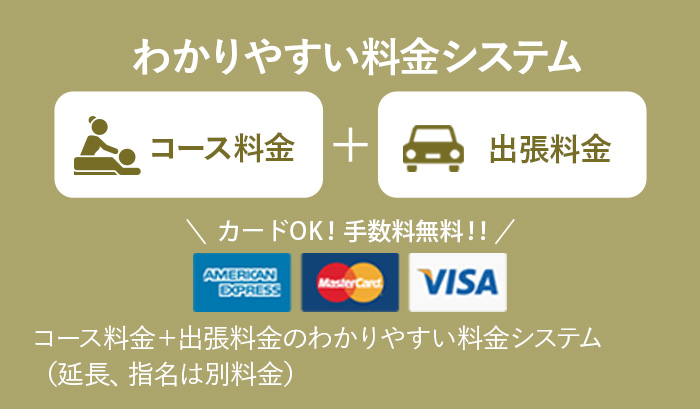 わかりやすい料金システム
コース料金 + 出張料金
\ カードOK! 手数料無料!! /
AMERICAN EXPRESS MasterCard VISA
コース料金+出張料金のわかりやすい料金システム
(延長、指名は別料金)